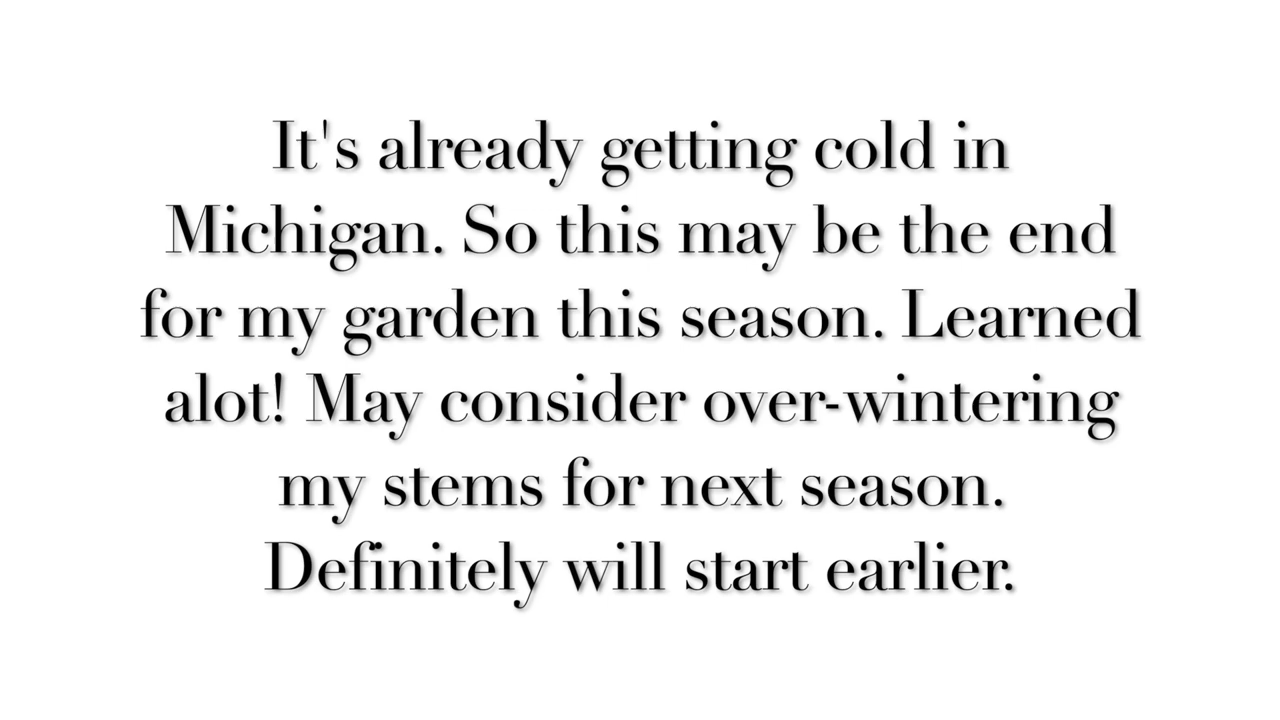 It's already getting cold in
Michigan. So this may be the end
for my garden this season. Learned
alot! May consider over-wintering
my stems for next season.
Definitely will start earlier.